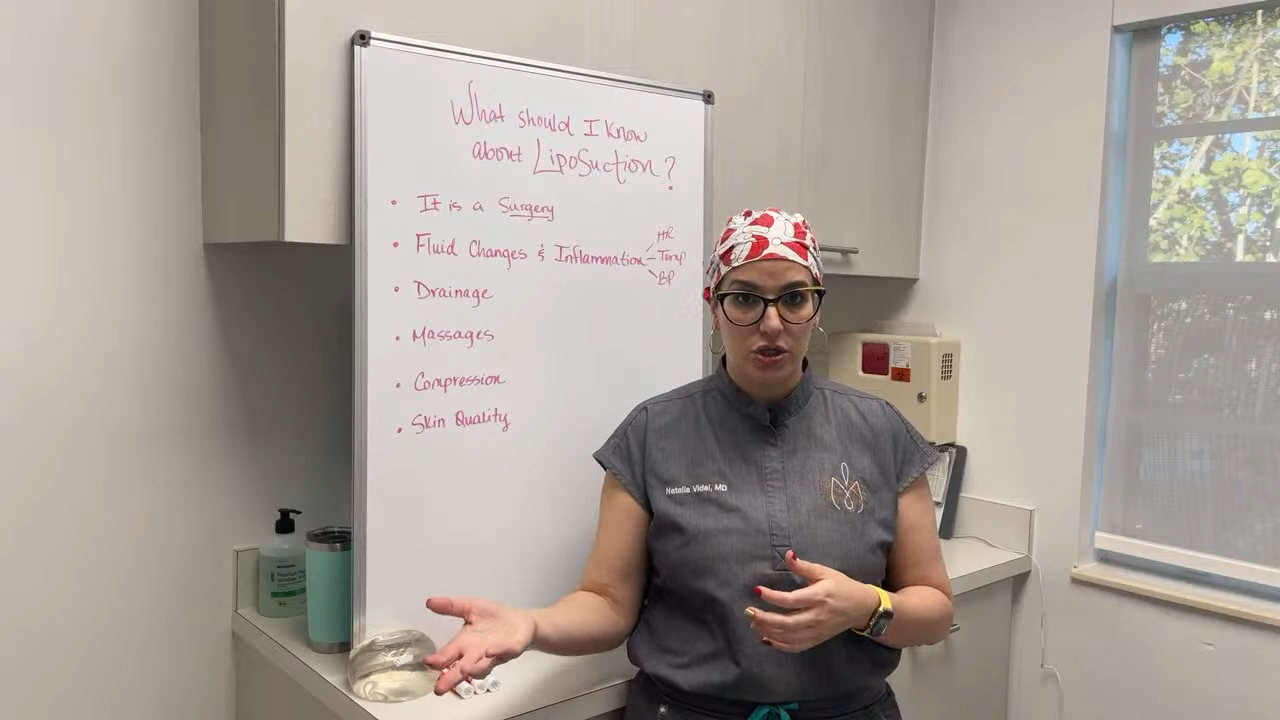 What should I know
about LipoSuction?
• It is a Surgery
• Fluid Changes & Inflammation
HR
Temp
BP
• Drainage
• Massages
• Compression
• Skin Quality
Natalia Vidal, MD